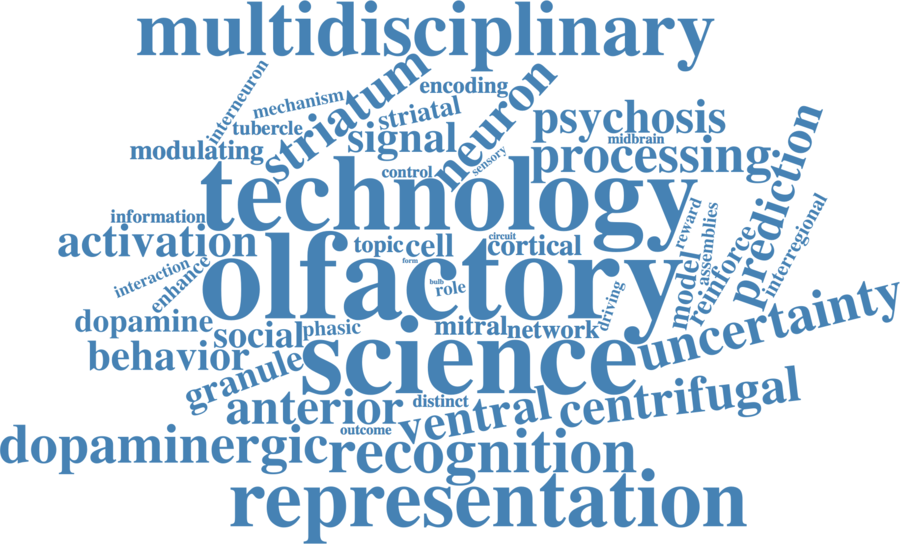 multidisciplinary
interneuron
mechanism
striatum
encoding
neuron
striatal
tubercle
signal
psychosis
midbrain
modulating
processing
sensory
control
prediction
technology
information
activation
topic
cell
circuit
cortical
reward
assemblies
interregional
interaction
enhance
olfactory
form
bulb
role
driving
model
reinforce
dopamine
social
phasic
mitral
network
uncertainty
behavior
science
granule
anterior
distinct
ventral
centrifugal
outcome
dopaminergic
recognition
representation